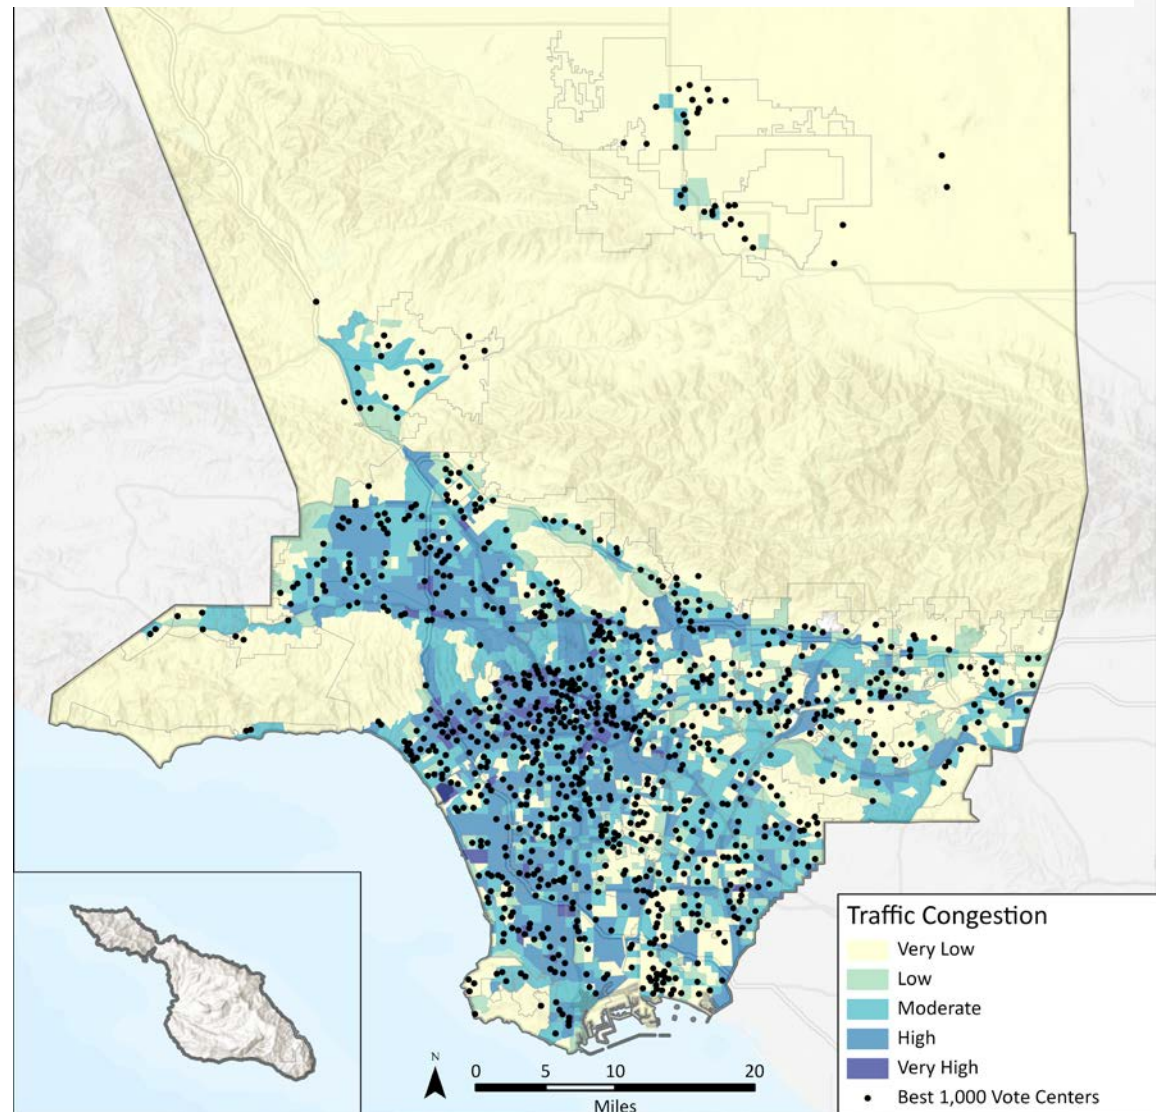 Traffic Congestion
Very Low
Low
Moderate
High
Very High
Best 1,000 Vote Centers
N
0 5 10 20
Miles